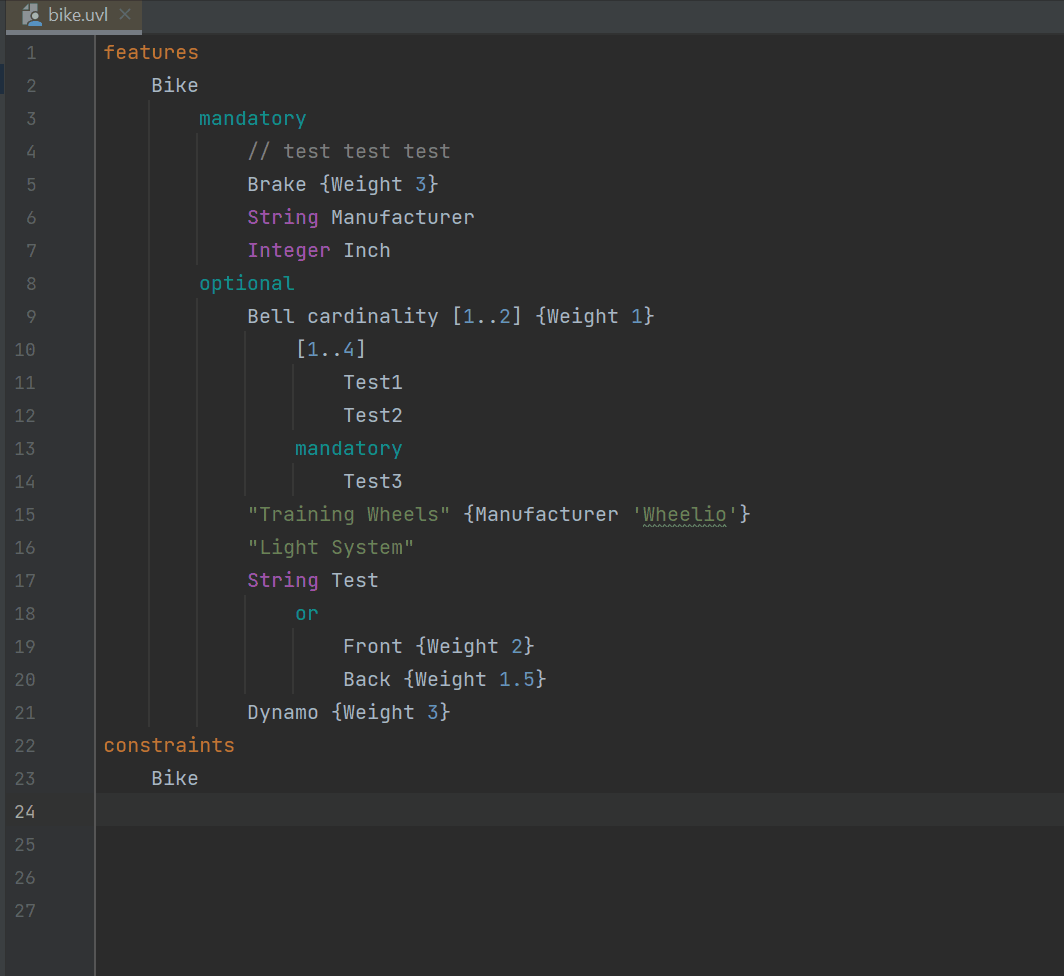 bike.uvl
1 features
2     Bike
3         mandatory
4             // test test test
5             Brake {Weight 3}
6             String Manufacturer
7             Integer Inch
8         optional
9             Bell cardinality [1..2] {Weight 1}
10                 [1..4]
11                     Test1
12                     Test2
13                 mandatory
14                     Test3
15             "Training Wheels" {Manufacturer 'Wheelio'}
16             "Light System"
17             String Test
18                 or
19                     Front {Weight 2}
20                     Back {Weight 1.5}
21             Dynamo {Weight 3}
22 constraints
23     Bike
24
25
26
27